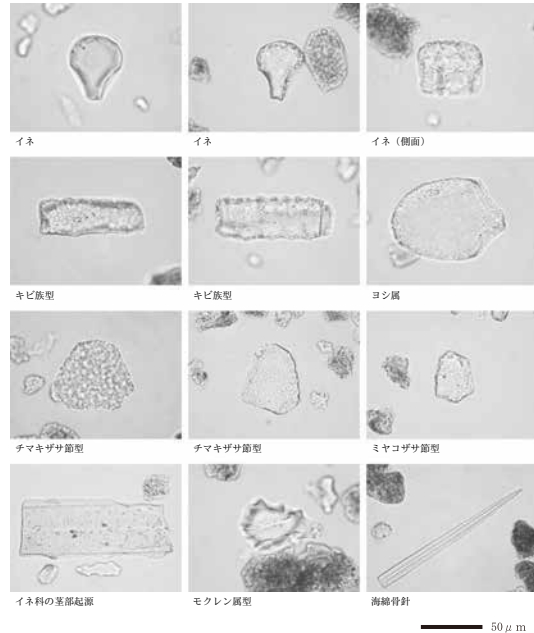 イネ
イネ
イネ（側面）
キビ族型
キビ族型
ヨシ属
チマキザサ節型
チマキザサ節型
ミヤコザサ節型
イネ科の茎部起源
モクレン属型
海綿骨針
50μm